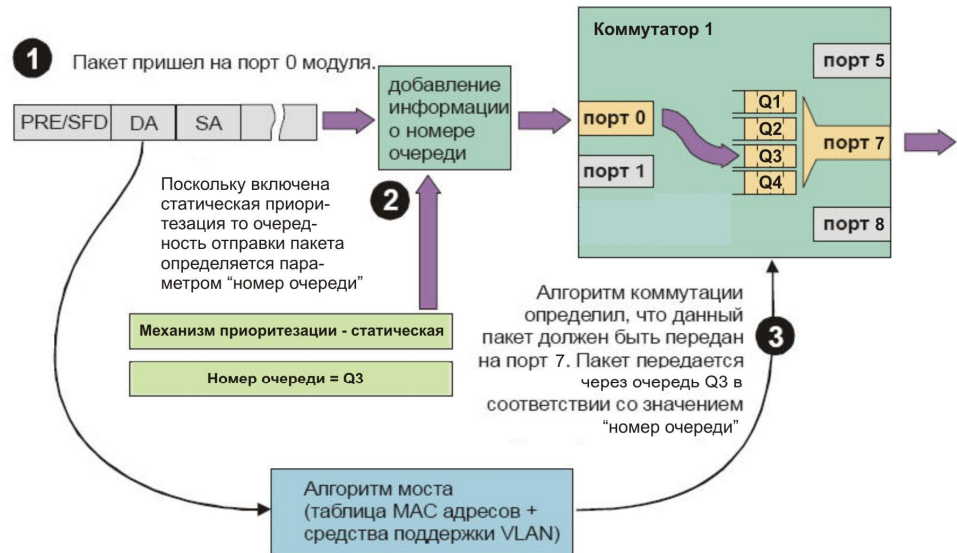 1
Пакет пришел на порт 0 модуля.
PRE/SFD
DA
SA
добавление
информации
о номере
очереди
Коммутатор 1
порт 0
порт 1
Q1
Q2
Q3
Q4
порт 5
порт 7
порт 8
2
Поскольку включена
статическая приори-
тезация то очеред-
ность отправки пакета
определяется пара-
метром “номер очереди”
Механизм приоритезации - статическая
Номер очереди = Q3
3
Алгоритм коммутации
определил, что данный
пакет должен быть передан
на порт 7. Пакет передается
через очередь Q3 в
соответствии со значением
“номер очереди”
Алгоритм моста
(таблица MAC адресов +
средства поддержки VLAN)